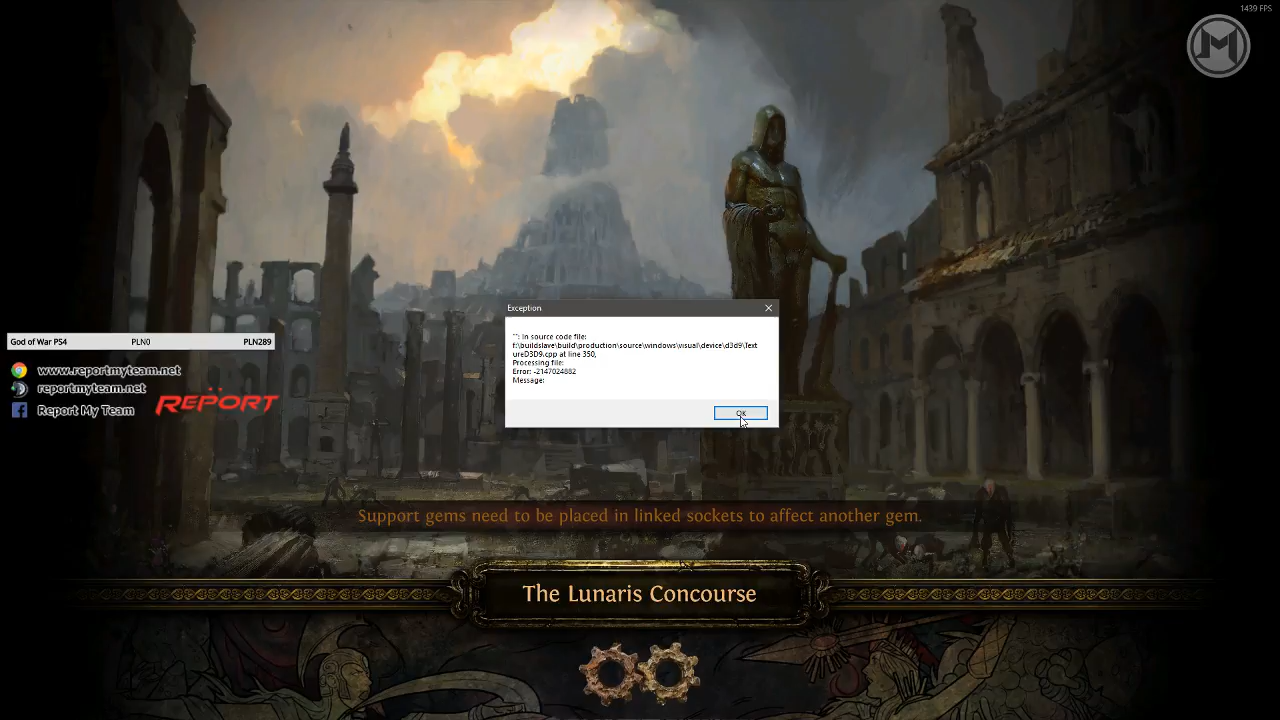 1439 FPS
M
Exception
"": In source code file:
f:\buildslave\build\production\source\windows\visual\device\d3d9\Text
ureD3D9.cpp at line 350,
Processing file:
Error: -2147024882
Message:
OK
God of War PS4 PLN0 PLN289
www.reportmyteam.net
reportmyteam.net
Report My Team
REPORT
Support gems need to be placed in linked sockets to affect another gem.
The Lunaris Concourse